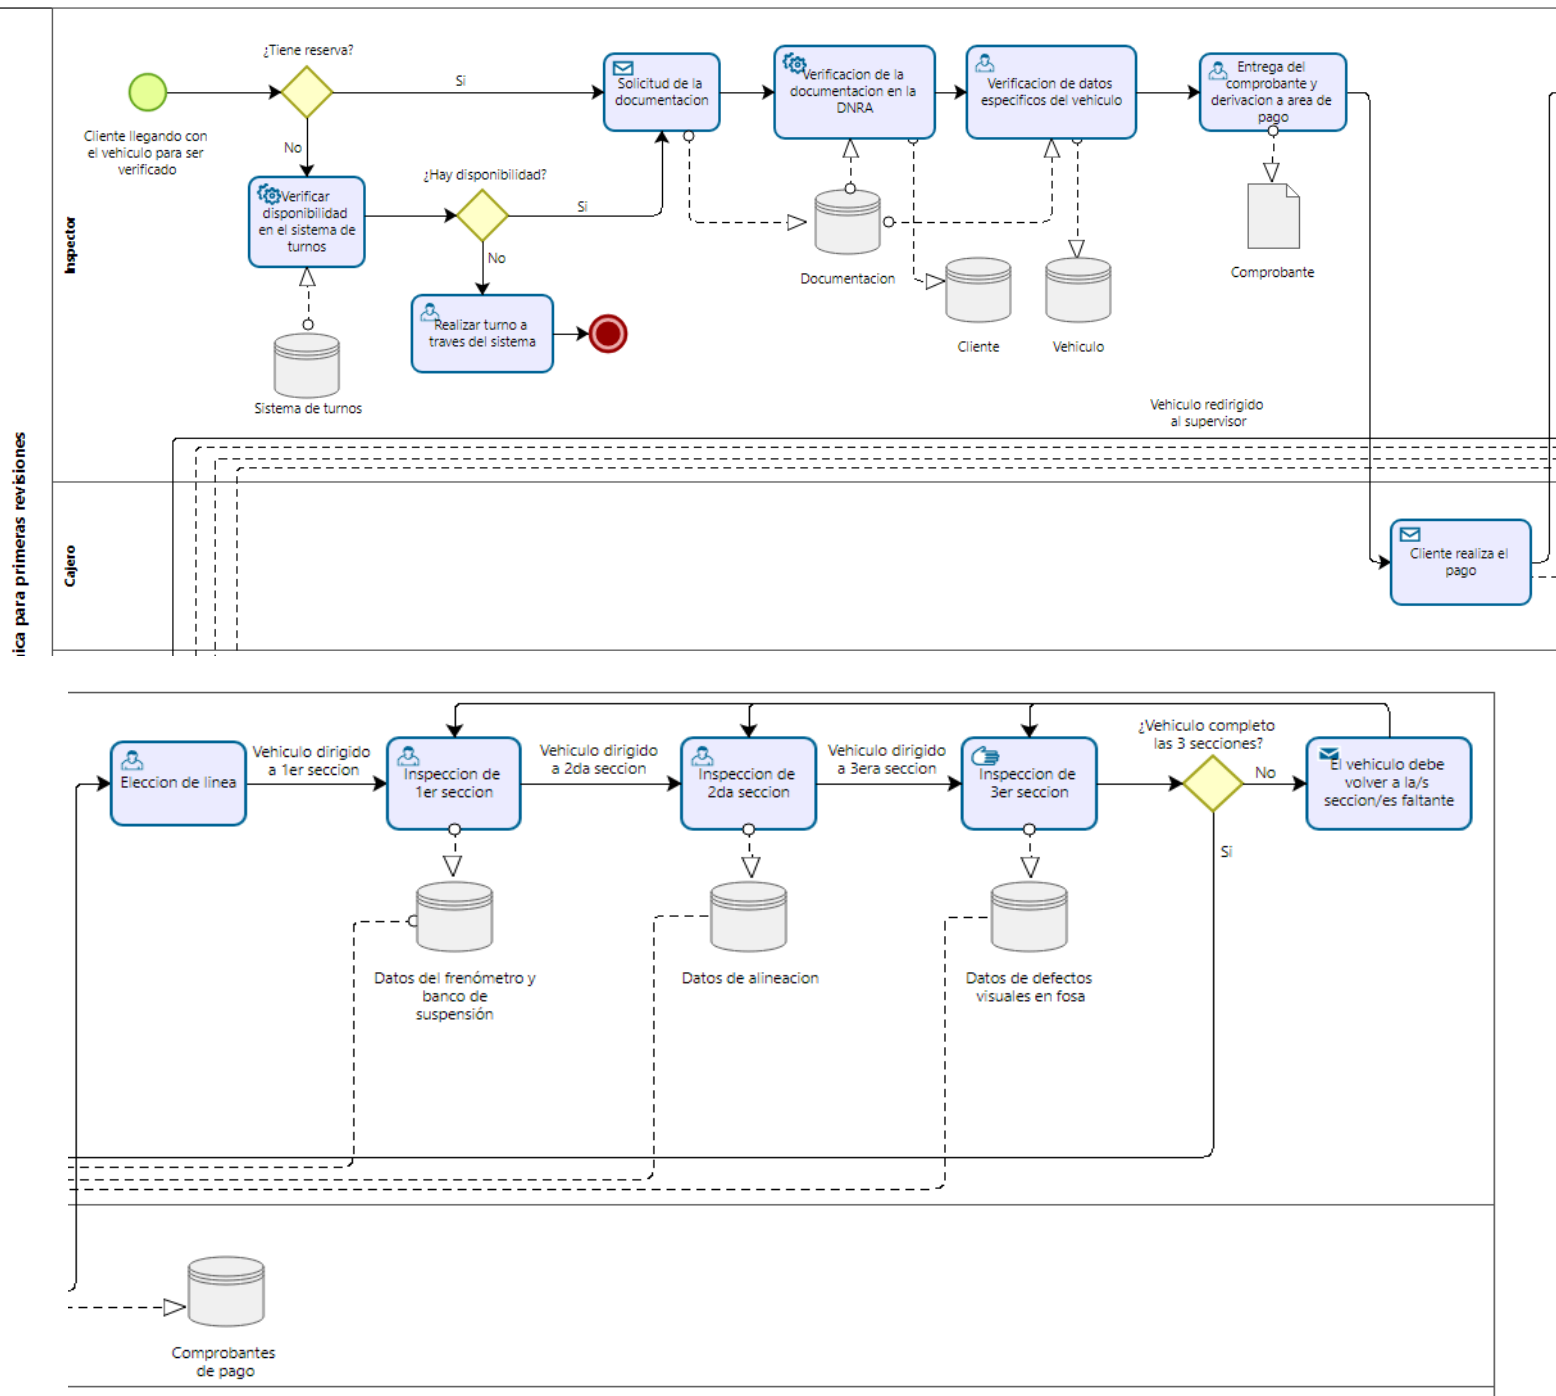 ica para primeras revisiones
Inspector
¿Tiene reserva?
Si
No
Cliente llegando con
el vehiculo para ser
verificado
Verificar
disponibilidad
en el sistema de
turnos
Sistema de turnos
¿Hay disponibilidad?
Si
No
Realizar turno a
traves del sistema
Solicitud de la
documentacion
Verificacion de la
documentacion en la
DNRA
Verificacion de datos
especificos del vehiculo
Entrega del
comprobante y
derivacion a area de
pago
Documentacion
Cliente
Vehiculo
Comprobante
Vehiculo redirigido
al supervisor
Cajero
Cliente realiza el
pago
Eleccion de linea
Vehiculo dirigido
a 1er seccion
Inspeccion de
1er seccion
Vehiculo dirigido
a 2da seccion
Inspeccion de
2da seccion
Vehiculo dirigido
a 3era seccion
Inspeccion de
3er seccion
¿Vehiculo completo
las 3 secciones?
No
Si
El vehiculo debe
volver a la/s
seccion/es faltante
Datos del frenómetro y
banco de
suspensión
Datos de alineacion
Datos de defectos
visuales en fosa
Comprobantes
de pago